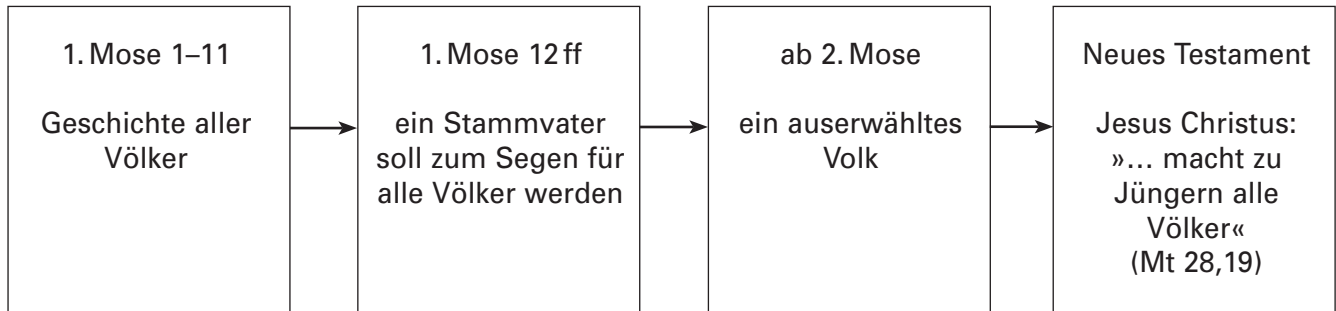 1. Mose 1–11
Geschichte aller
Völker
1. Mose 12 ff
ein Stammvater
soll zum Segen für
alle Völker werden
ab 2. Mose
ein auserwähltes
Volk
Neues Testament
Jesus Christus:
»… macht zu
Jüngern alle
Völker«
(Mt 28,19)